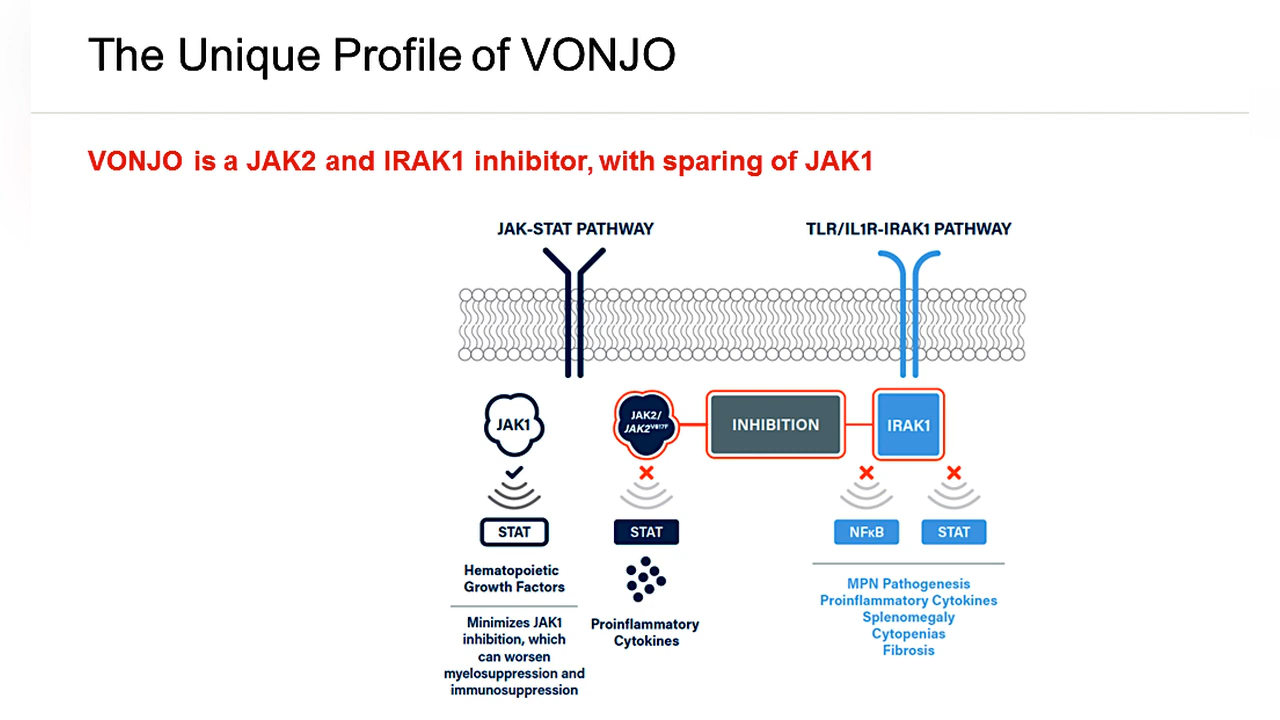 The Unique Profile of VONJO
VONJO is a JAK2 and IRAK1 inhibitor, with sparing of JAK1
JAK-STAT PATHWAY
TLR/IL1R-IRAK1 PATHWAY
JAK1
JAK2/
JAK2V617F
INHIBITION
IRAK1
STAT
STAT
NFκB
STAT
Hematopoietic
Growth Factors
Minimizes JAK1
inhibition, which
can worsen
myelosuppression and
immunosuppression
Proinflammatory
Cytokines
MPN Pathogenesis
Proinflammatory Cytokines
Splenomegaly
Cytopenias
Fibrosis